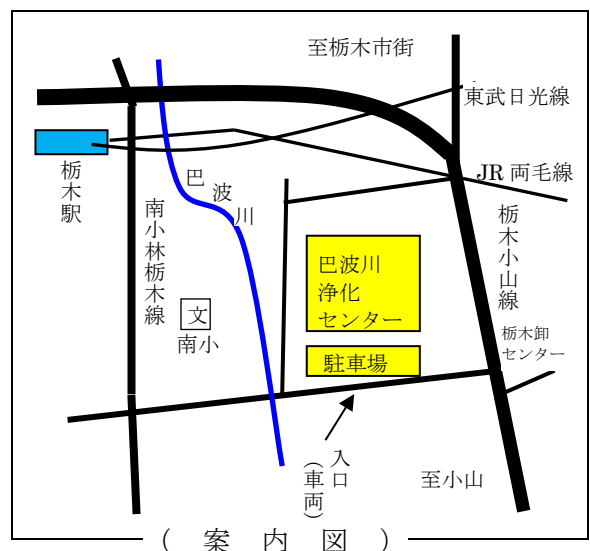 至栃木市街
東武日光線
JR 両毛線
栃木駅
巴波川
南小林栃木線
栃木小山線
巴波川
浄化
センター
文
南小
栃木卸
センター
駐車場
入口
（車両）
至小山
（ 案 内 図 ）